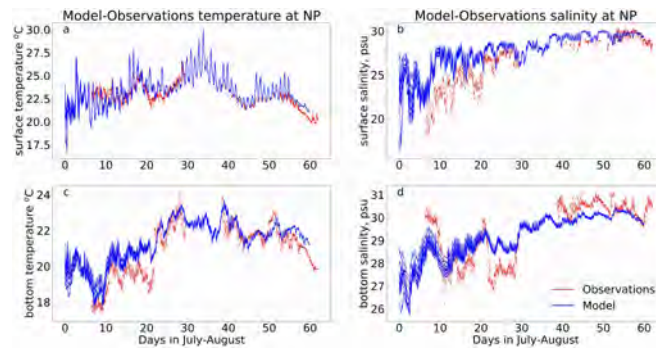 Model-Observations temperature at NP
Model-Observations salinity at NP
a
30.0
27.5
25.0
22.5
20.0
17.5
surface temperature °C
0 10 20 30 40 50 60
b
30
25
20
surface salinity, psu
0 10 20 30 40 50 60
c
24
22
20
18
bottom temperature °C
0 10 20 30 40 50 60
Days in July-August
d
31
30
29
28
27
26
bottom salinity, psu
Observations
Model
0 10 20 30 40 50 60
Days in July-August